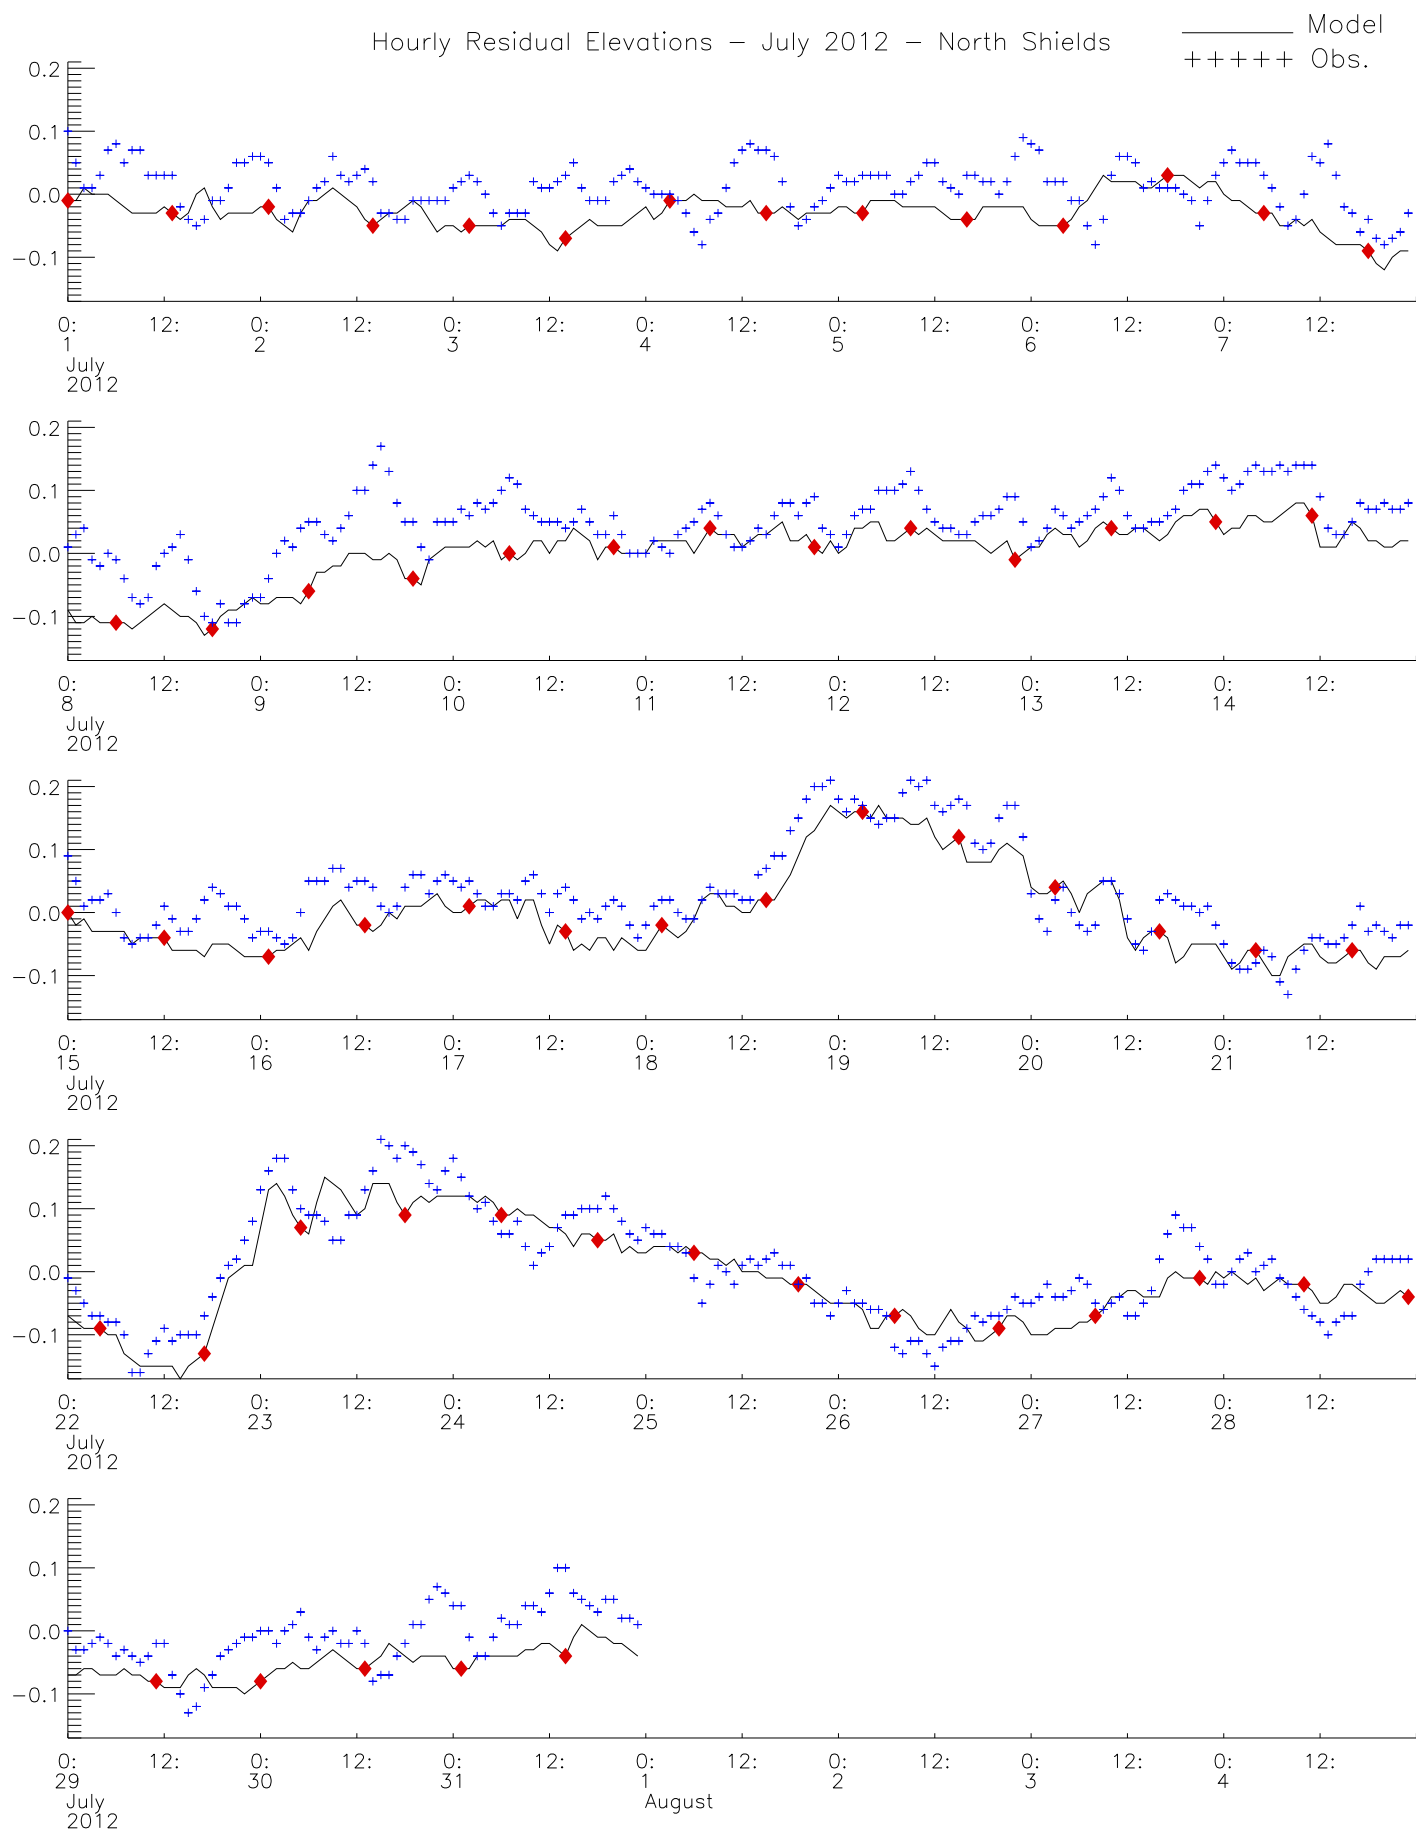 Hourly Residual Elevations − July 2012 − North Shields
Model
+++++ Obs.
0.2
0.1
0.0
−0.1
0: 12: 0: 12: 0: 12: 0: 12: 0: 12: 0: 12: 0: 12:
1 2 3 4 5 6 7
July
2012
0.2
0.1
0.0
−0.1
0: 12: 0: 12: 0: 12: 0: 12: 0: 12: 0: 12: 0: 12:
8 9 10 11 12 13 14
July
2012
0.2
0.1
0.0
−0.1
0: 12: 0: 12: 0: 12: 0: 12: 0: 12: 0: 12: 0: 12:
15 16 17 18 19 20 21
July
2012
0.2
0.1
0.0
−0.1
0: 12: 0: 12: 0: 12: 0: 12: 0: 12: 0: 12: 0: 12:
22 23 24 25 26 27 28
July
2012
0.2
0.1
0.0
−0.1
0: 12: 0: 12: 0: 12: 0: 12: 0: 12: 0: 12: 0: 12:
29 30 31 1 2 3 4
July August
2012